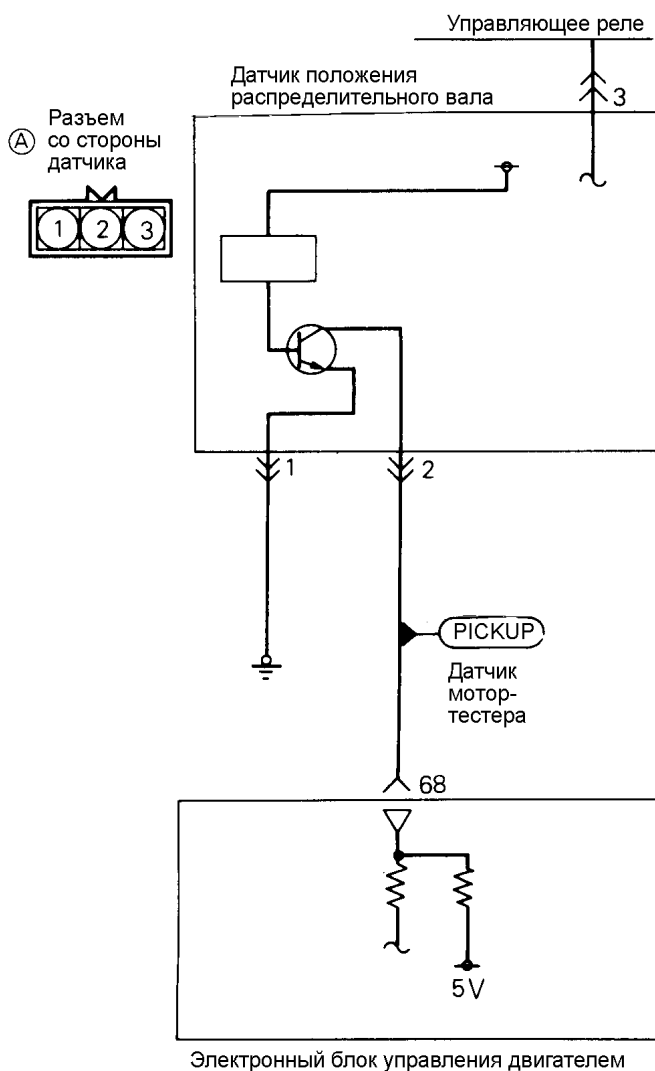 Управляющее реле
3
Датчик положения
распределительного вала
А
Разъем
со стороны
датчика
1 2 3
1
2
PICKUP
Датчик
мотор-
тестера
68
5V
Электронный блок управления двигателем